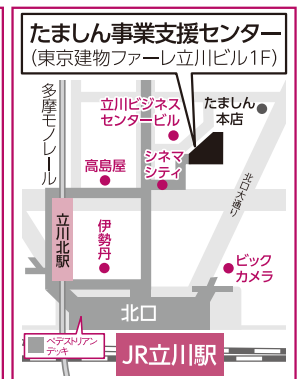 たましん事業支援センター
(東京建物ファーレ立川ビル1F)
多摩モノレール
立川ビジネス
センタービル
たましん
本店
高島屋
シネマ
シティ
北口大通り
立川北駅
伊勢丹
ビック
カメラ
北口
ペデストリアン
デッキ
JR立川駅